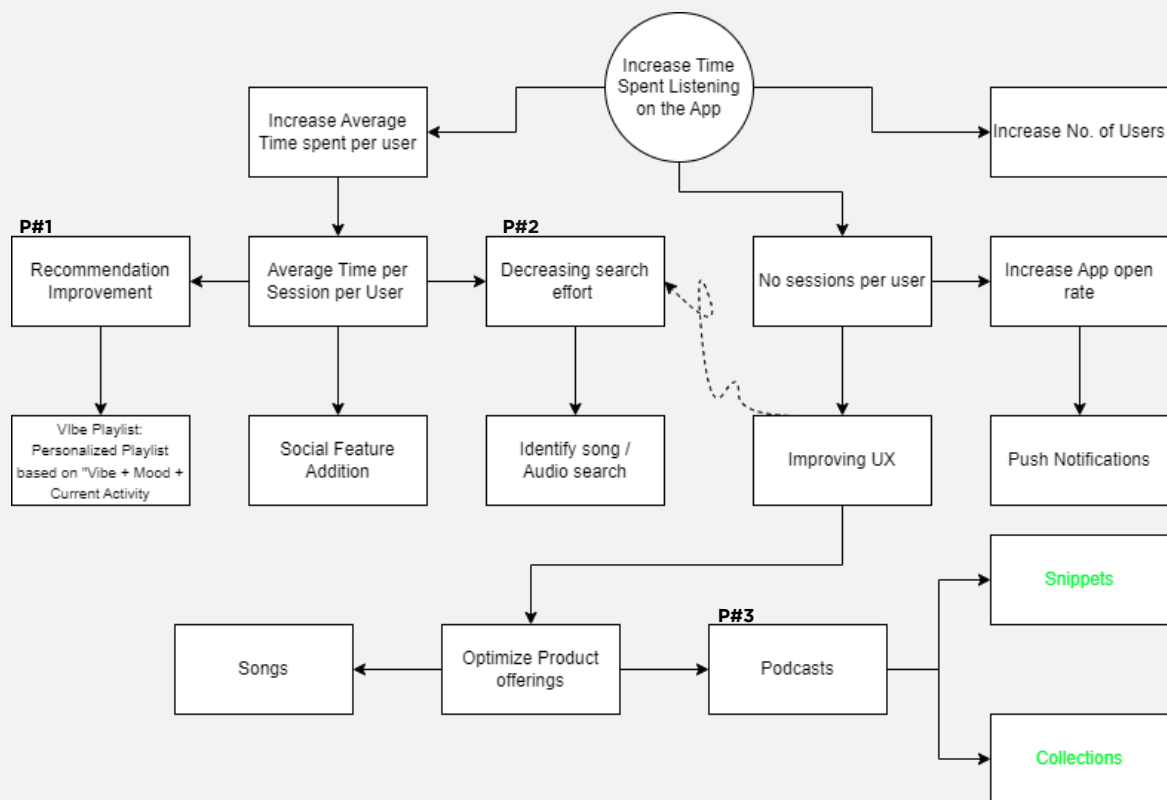 Increase Time
Spent Listening
on the App
Increase Average
Time spent per user
Increase No. of Users
P#1
Recommendation
Improvement
Average Time per
Session per User
P#2
Decreasing search
effort
No sessions per user
Increase App open
rate
VIbe Playlist:
Personalized Playlist
based on "Vibe + Mood +
Current Activity
Social Feature
Addition
Identify song /
Audio search
Improving UX
Push Notifications
Snippets
Songs
Optimize Product
offerings
P#3
Podcasts
Collections